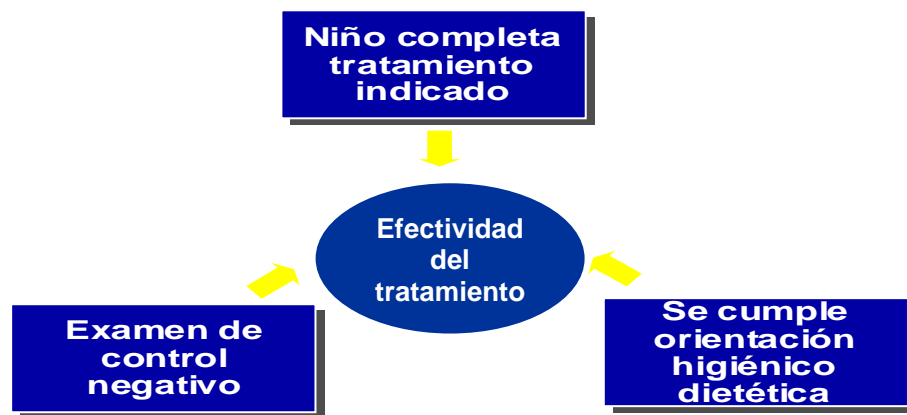 Niño completa
tratamiento
indicado
Efectividad
del
tratamiento
Examen de
control
negativo
Se cumple
orientación
higiénico
dietética